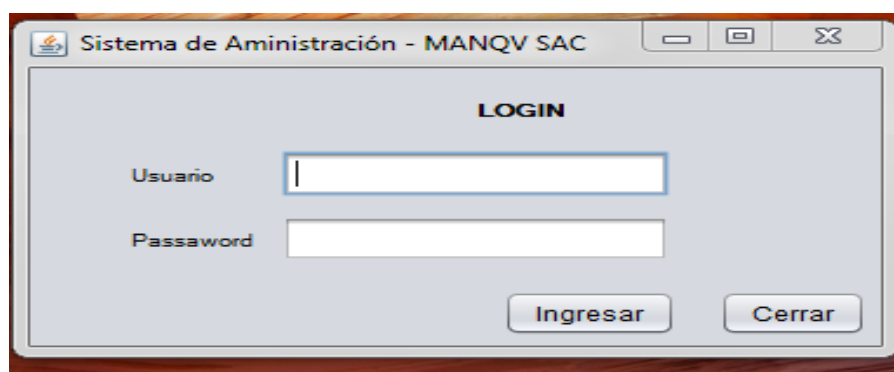 Sistema de Aministración - MANQV SAC
LOGIN
Usuario
Passaword
Ingresar Cerrar